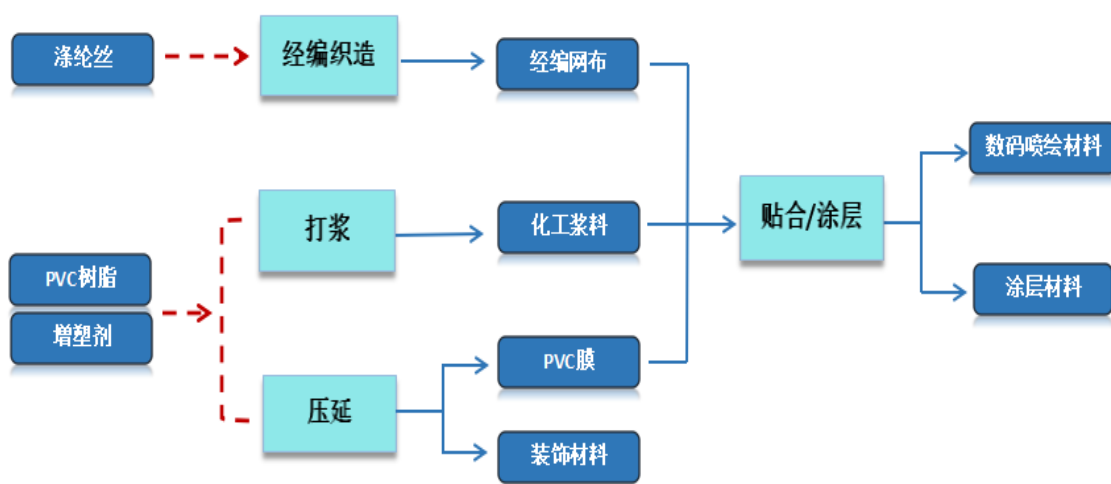 涤纶丝
经编织造
经编网布
数码喷绘材料
打浆
化工浆料
贴合/涂层
PVC树脂
增塑剂
涂层材料
压延
PVC膜
装饰材料